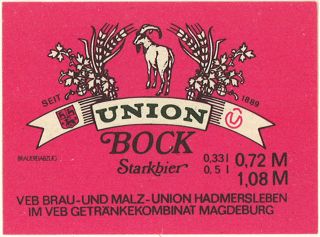 SEIT 1889
UNION
BOCK
Starkbier
BRAUEREIABZUG
0,33 l 0,72 M
0,5 l 1,08 M
VEB BRAU-UND MALZ-UNION HADMERSLEBEN
IM VEB GETRÄNKEKOMBINAT MAGDEBURG